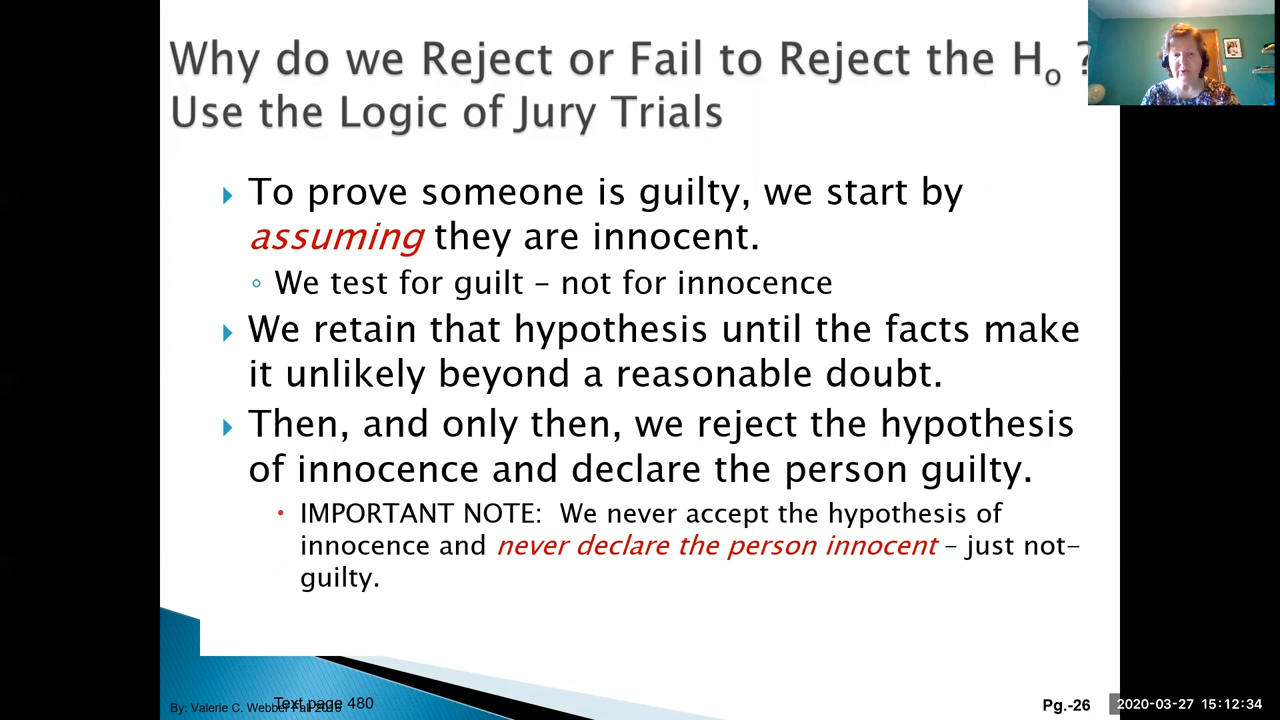 Why do we Reject or Fail to Reject the Ho ?
Use the Logic of Jury Trials
To prove someone is guilty, we start by
assuming they are innocent.
We test for guilt – not for innocence
We retain that hypothesis until the facts make
it unlikely beyond a reasonable doubt.
Then, and only then, we reject the hypothesis
of innocence and declare the person guilty.
IMPORTANT NOTE: We never accept the hypothesis of
innocence and never declare the person innocent – just not-
guilty.
Text page 480
By: Valerie C. Webber Fall
Pg.-26
2020-03-27 15:12:34